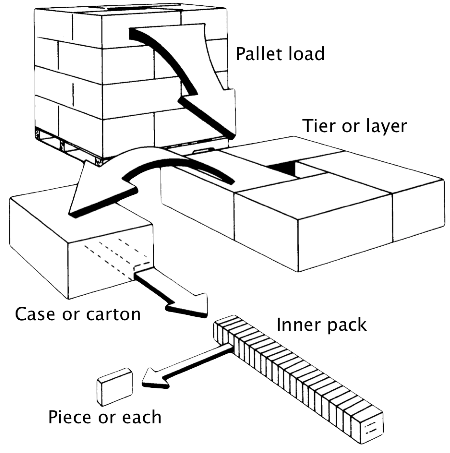 Pallet load
Tier or layer
Case or carton
Inner pack
Piece or each